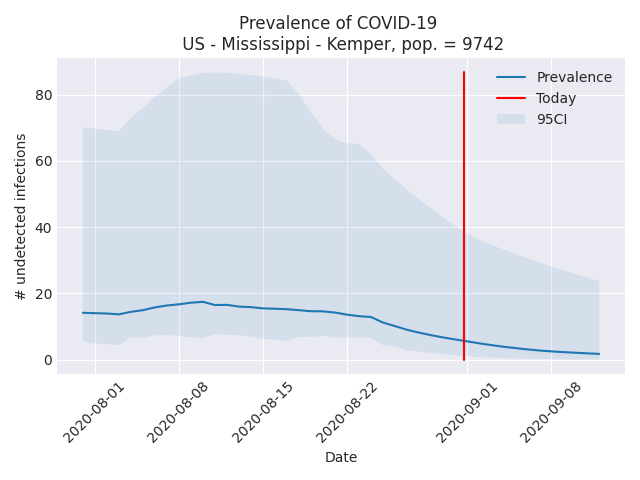 Prevalence of COVID-19
US - Mississippi - Kemper, pop. = 9742
Prevalence
Today
95CI
# undetected infections
80
60
40
20
0
2020-08-01
2020-08-08
2020-08-15
2020-08-22
2020-09-01
2020-09-08
Date